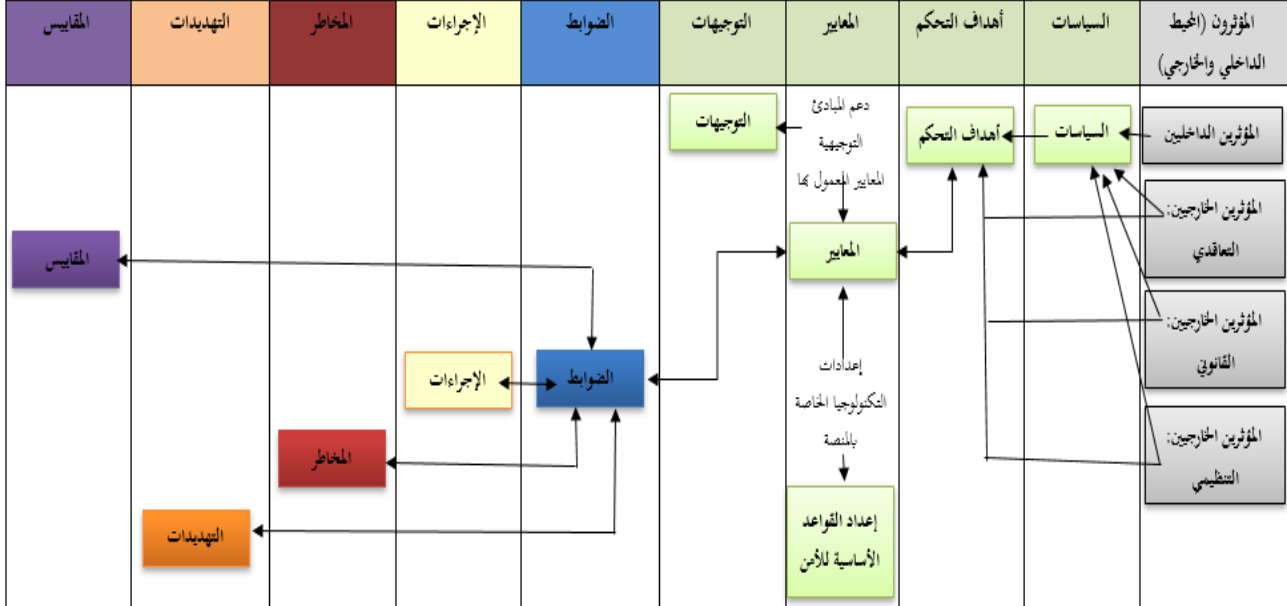 المؤثرون (المحيط
الداخلي والخارجي)
السياسات
أهداف التحكم
المعايير
التوجيهات
الضوابط
الإجراءات
المخاطر
التهديدات
المقاييس
المؤثرين الداخليين
السياسات
أهداف التحكم
دعم المبادئ
التوجيهية
المعايير المعمول بها
التوجيهات
المؤثرين الخارجيين:
التعاقدي
المعايير
المقاييس
المؤثرين الخارجيين:
القانوني
إعدادات
التكنولوجيا الخاصة
بالمنصة
الضوابط
الإجراءات
المؤثرين الخارجيين:
التنظيمي
المخاطر
إعداد القواعد
الأساسية للأمن
التهديدات